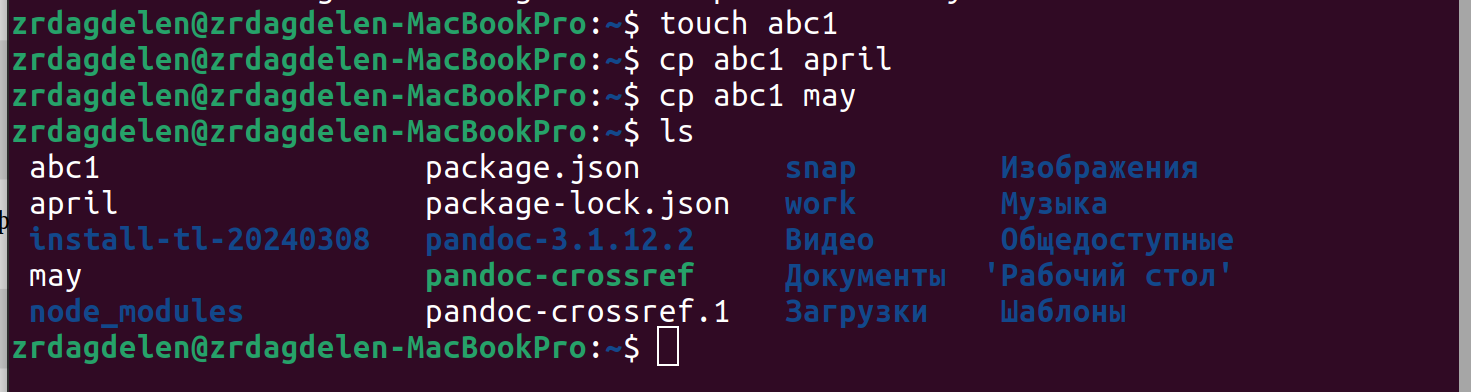 zrdagdelen@zrdagdelen-MacBookPro:~$ touch abc1
zrdagdelen@zrdagdelen-MacBookPro:~$ cp abc1 april
zrdagdelen@zrdagdelen-MacBookPro:~$ cp abc1 may
zrdagdelen@zrdagdelen-MacBookPro:~$ ls
abc1 package.json snap Изображения
april package-lock.json work Музыка
install-tl-20240308 pandoc-3.1.12.2 Видео Общедоступные
may pandoc-crossref Документы 'Рабочий стол'
node_modules pandoc-crossref.1 Загрузки Шаблоны
zrdagdelen@zrdagdelen-MacBookPro:~$